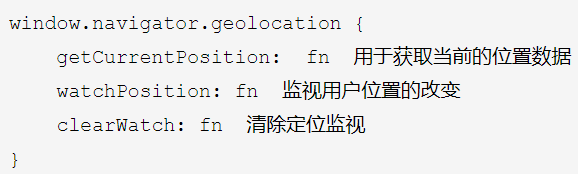 window.navigator.geolocation {
    getCurrentPosition:  fn  用于获取当前的位置数据
    watchPosition: fn  监视用户位置的改变
    clearWatch: fn  清除定位监视
}